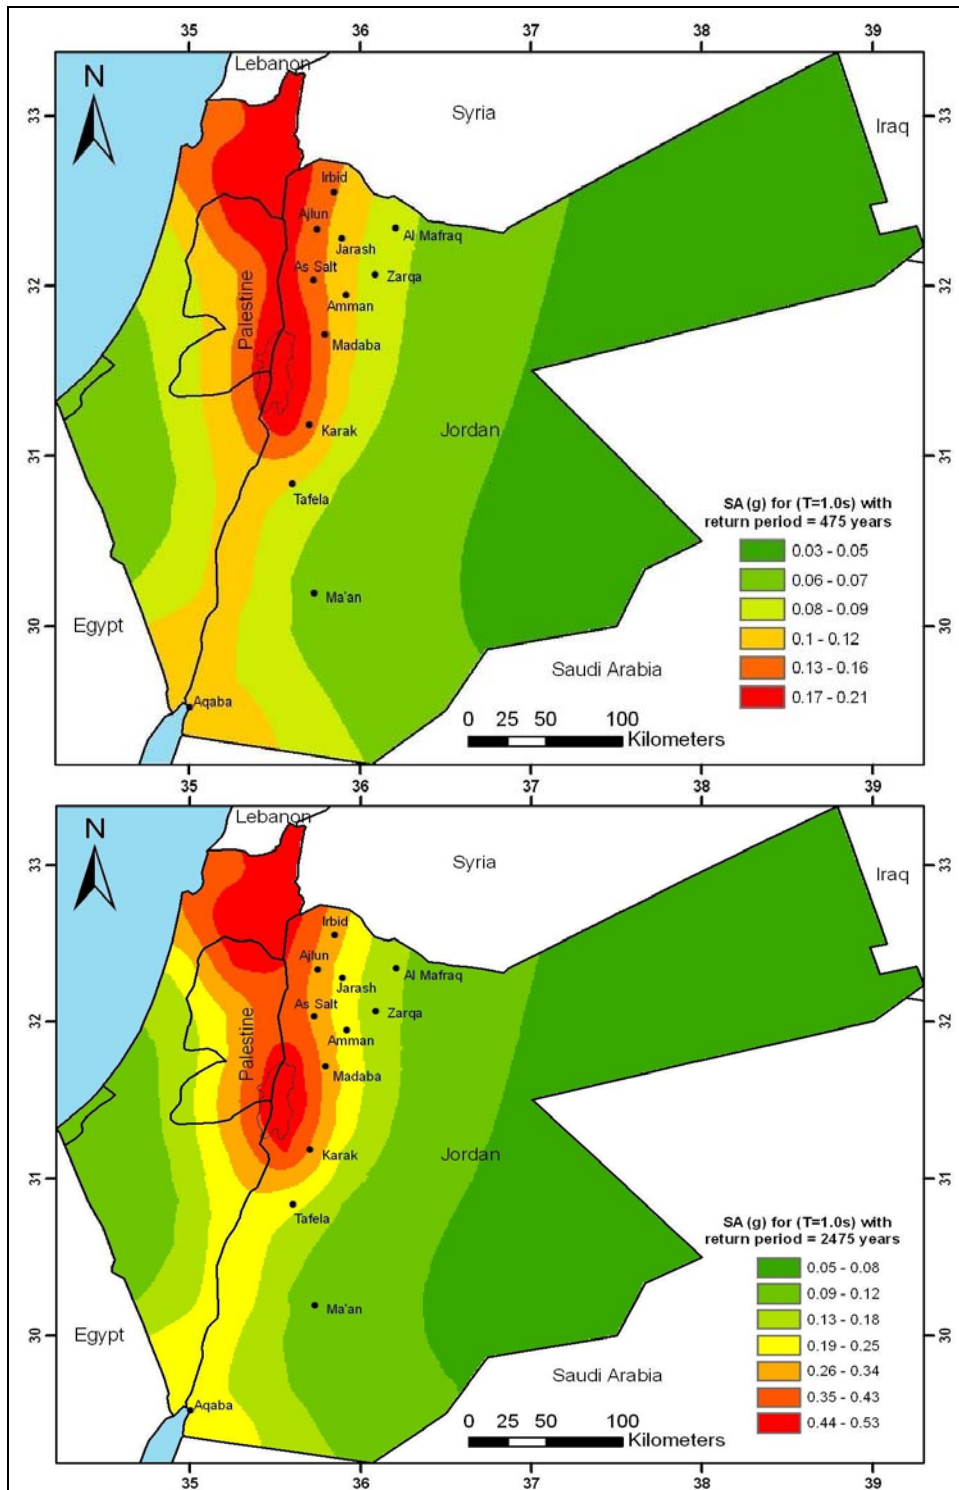 35
36
37
38
39
N
Lebanon
Syria
Iraq
33
Irbid
Ajlun
Jarash
Al Mafraq
As Salt
Zarqa
32
Palestine
Amman
Madaba
Karak
Jordan
31
Tafela
SA (g) for (T=1.0s) with
return period = 475 years
0.03 - 0.05
0.06 - 0.07
0.08 - 0.09
0.1 - 0.12
0.13 - 0.16
0.17 - 0.21
Ma'an
30
Egypt
Saudi Arabia
Aqaba
0 25 50 100
Kilometers
33
32
31
30
35
36
37
38
39
N
Lebanon
Syria
Iraq
33
Irbid
Ajlun
Jarash
Al Mafraq
As Salt
Zarqa
32
Palestine
Amman
Madaba
Karak
Jordan
31
Tafela
SA (g) for (T=1.0s) with
return period = 2475 years
0.05 - 0.08
0.09 - 0.12
0.13 - 0.18
0.19 - 0.25
0.26 - 0.34
0.35 - 0.43
0.44 - 0.53
Ma'an
30
Egypt
Saudi Arabia
Aqaba
0 25 50 100
Kilometers
33
32
31
30
35
36
37
38
39